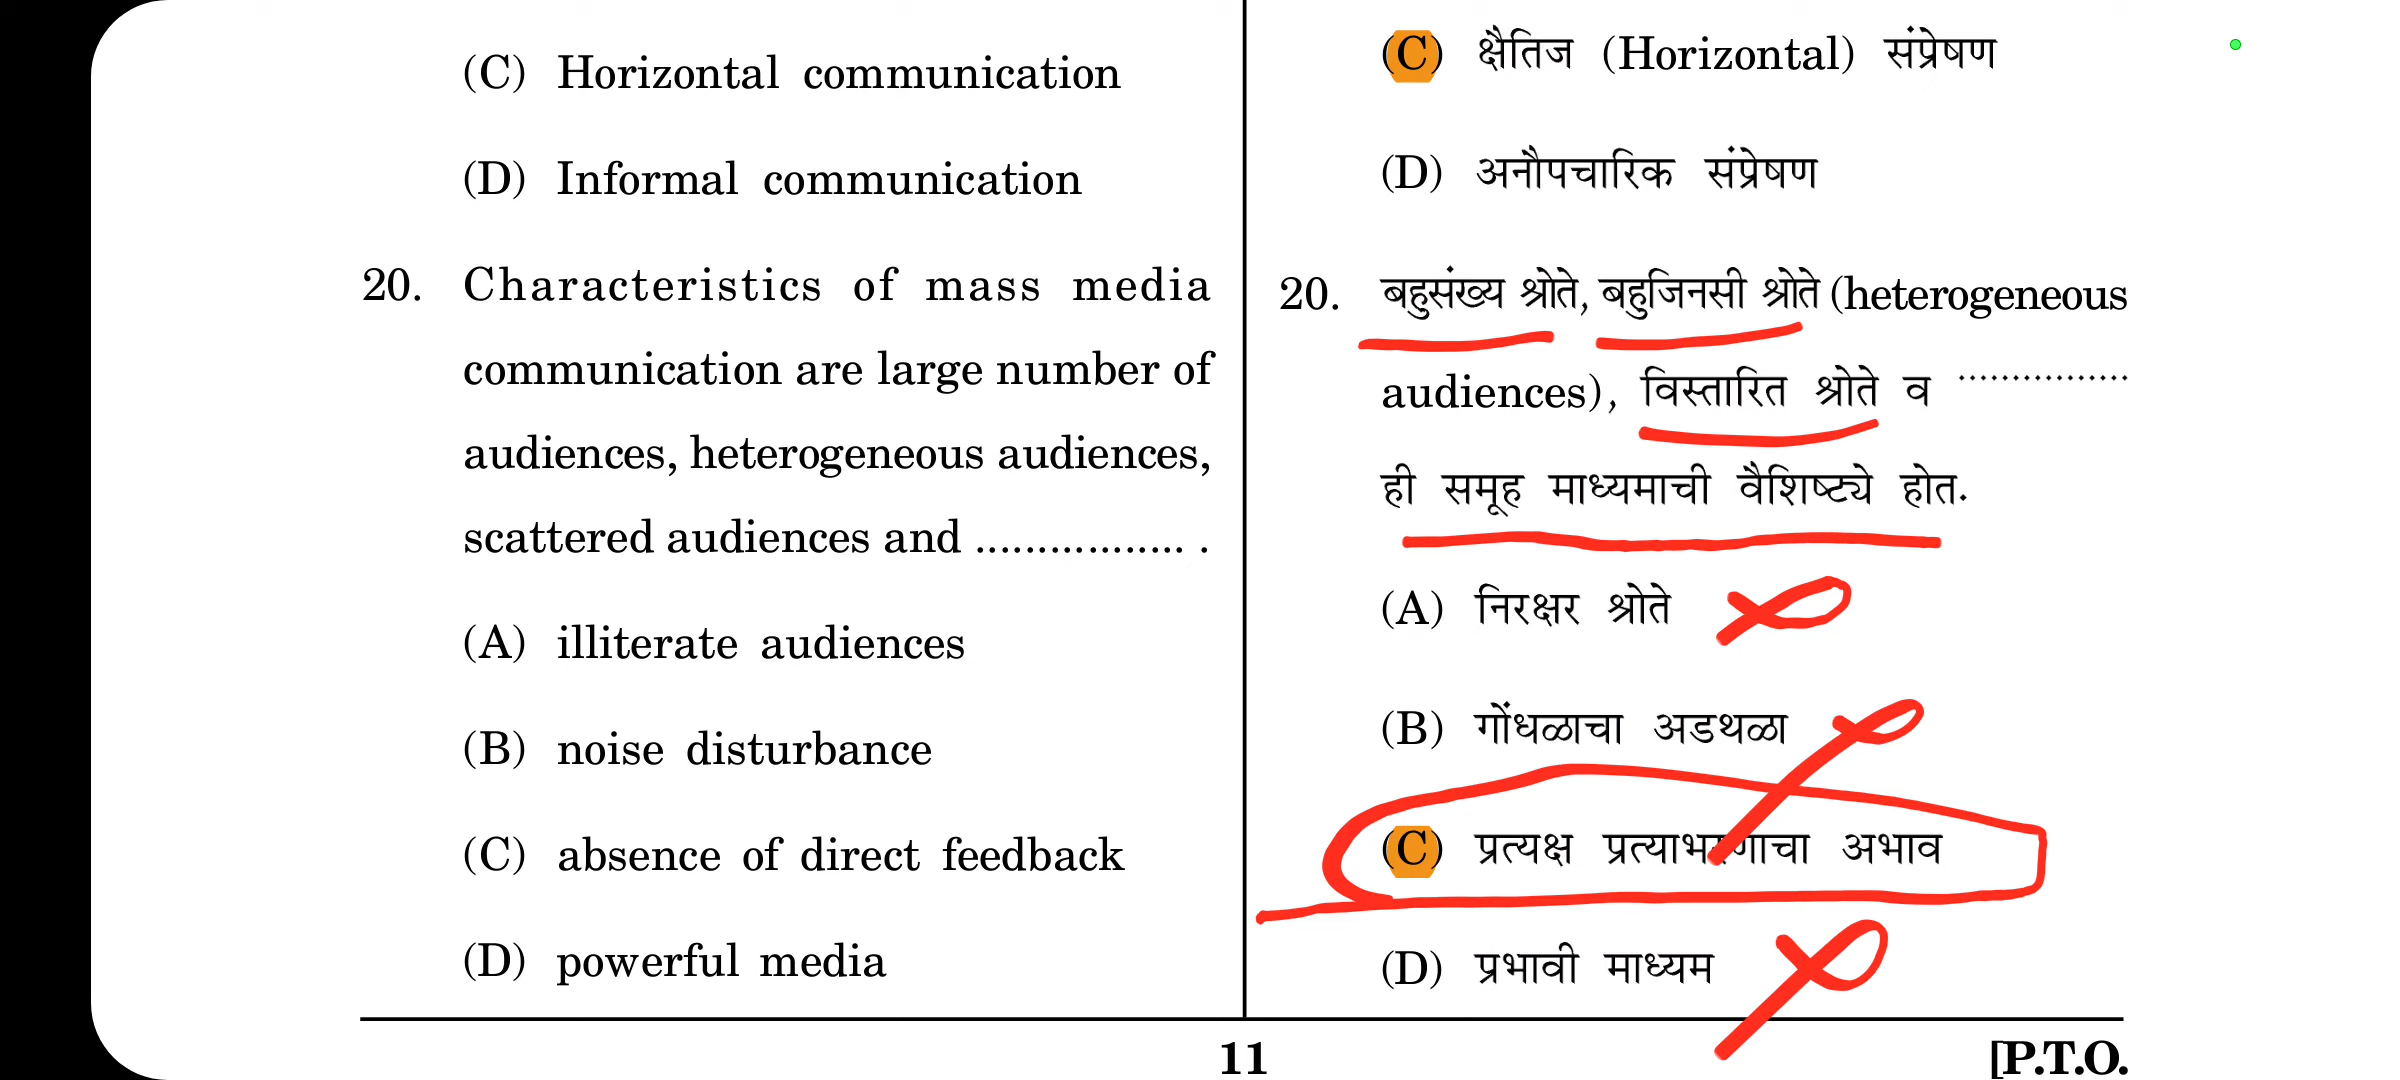 (C) Horizontal communication
(D) Informal communication
20. Characteristics of mass media
communication are large number of
audiences, heterogeneous audiences,
scattered audiences and ................. .
(A) illiterate audiences
(B) noise disturbance
(C) absence of direct feedback
(D) powerful media
(C) क्षैतिज (Horizontal) संप्रेषण
(D) अनौपचारिक संप्रेषण
20. बहुसंख्य श्रोते, बहुजिनसी श्रोते (heterogeneous
audiences), विस्तारित श्रोते व ................
ही समूह माध्यमाची वैशिष्ट्ये होत.
(A) निरक्षर श्रोते
(B) गोंधळाचा अडथळा
(C) प्रत्यक्ष प्रत्याभरणाचा अभाव
(D) प्रभावी माध्यम
11
[P.T.O.